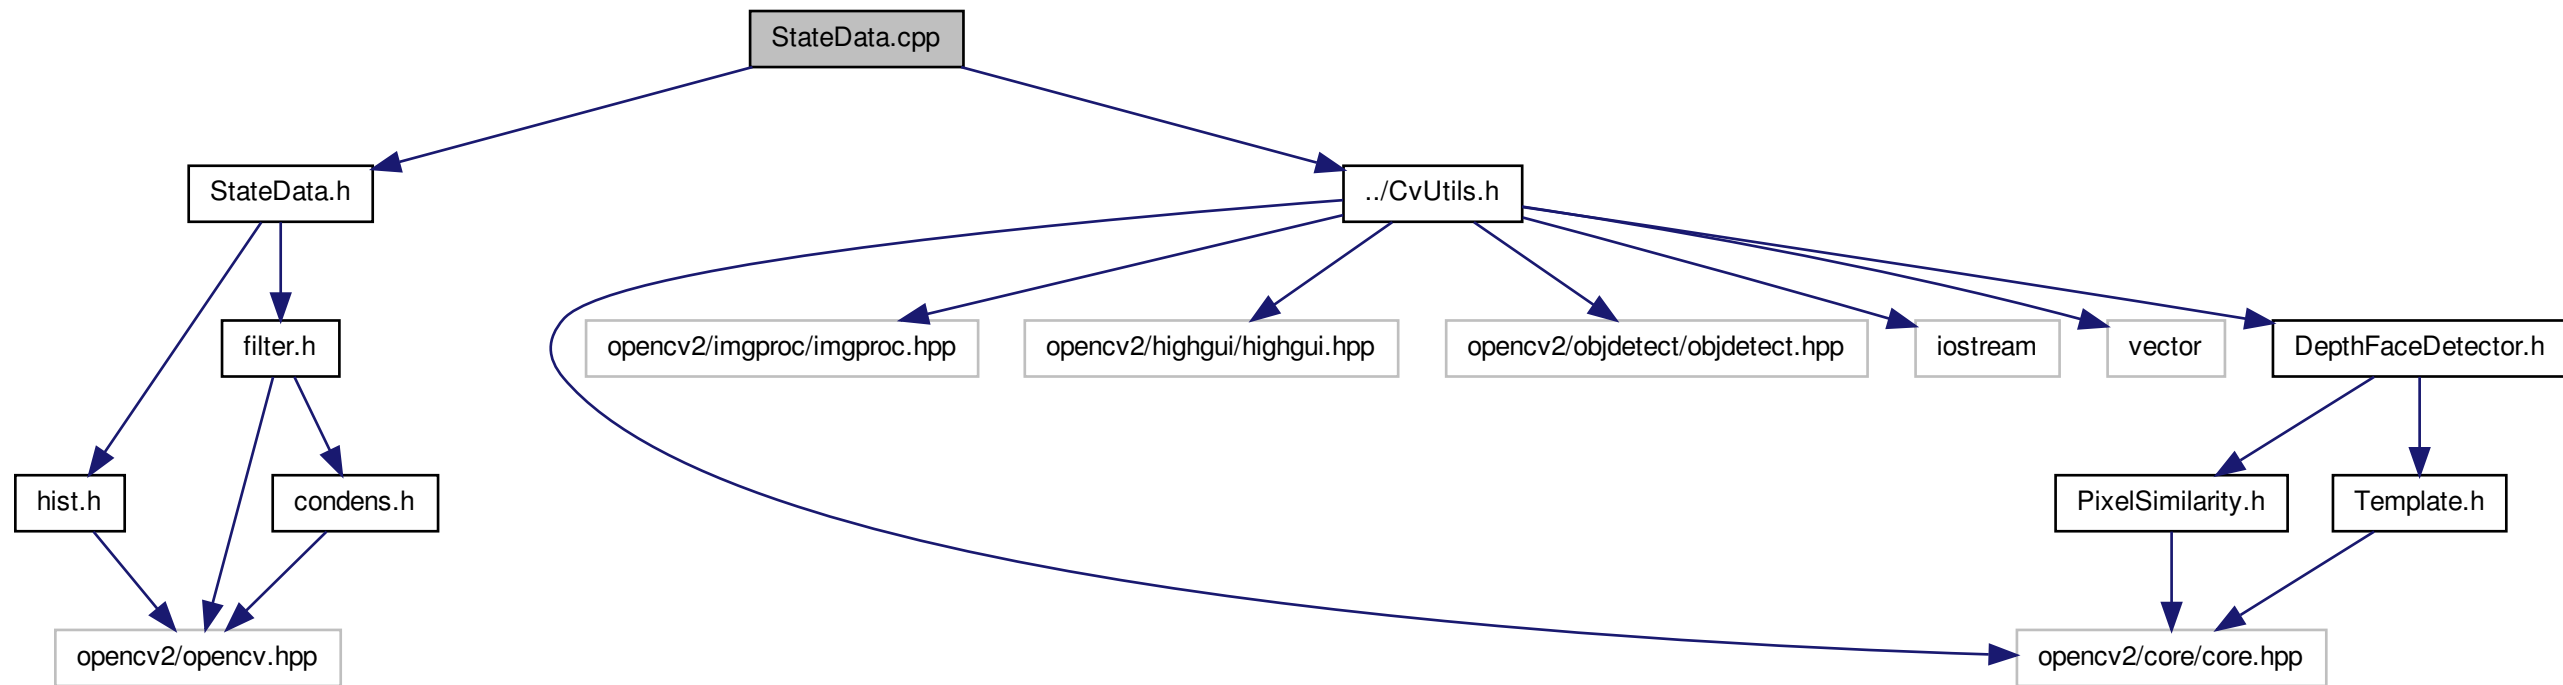 StateData.cpp
StateData.h
../CvUtils.h
filter.h
opencv2/imgproc/imgproc.hpp
opencv2/highgui/highgui.hpp
opencv2/objdetect/objdetect.hpp
iostream
vector
DepthFaceDetector.h
hist.h
condens.h
PixelSimilarity.h
Template.h
opencv2/opencv.hpp
opencv2/core/core.hpp